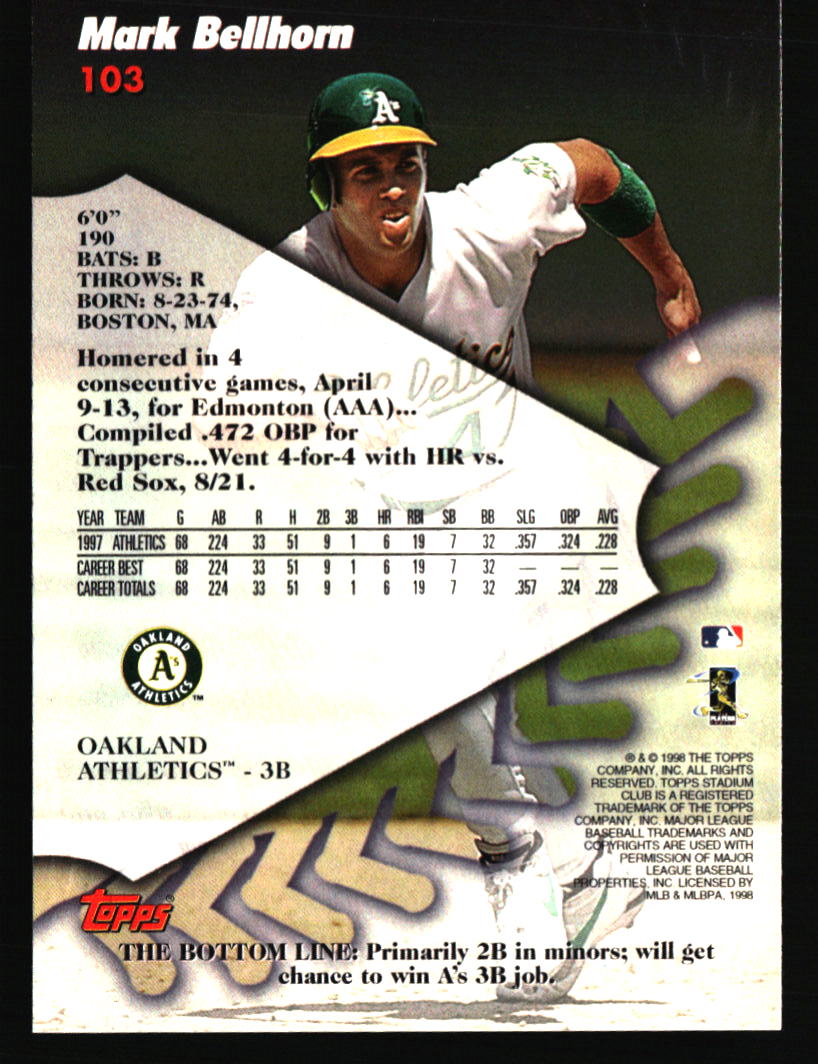 Mark Bellhorn
103
A's
6'0"
190
BATS: B
THROWS: R
BORN: 8-23-74,
BOSTON, MA
Homered in 4
consecutive games, April
9-13, for Edmonton (AAA)...
Compiled .472 OBP for
Trappers...Went 4-for-4 with HR vs.
Red Sox, 8/21.
YEAR TEAM G AB R H 2B 3B HR RBI SB BB SLG OBP AVG
1997 ATHLETICS 68 224 33 51 9 1 6 19 7 32 .357 .324 .228
CAREER BEST 68 224 33 51 9 1 6 19 7 32 — — —
CAREER TOTALS 68 224 33 51 9 1 6 19 7 32 .357 .324 .228
OAKLAND
A's
ATHLETICS
™
OAKLAND
ATHLETICS™ - 3B
PLAYERS
® & © 1998 THE TOPPS
COMPANY, INC. ALL RIGHTS
RESERVED. TOPPS STADIUM
CLUB IS A REGISTERED
TRADEMARK OF THE TOPPS
COMPANY, INC. MAJOR LEAGUE
BASEBALL TRADEMARKS AND
COPYRIGHTS ARE USED WITH
PERMISSION OF MAJOR
LEAGUE BASEBALL
PROPERTIES, INC. LICENSED BY
MLB & MLBPA, 1998
TOPPS®
THE BOTTOM LINE: Primarily 2B in minors; will get
chance to win A's 3B job.